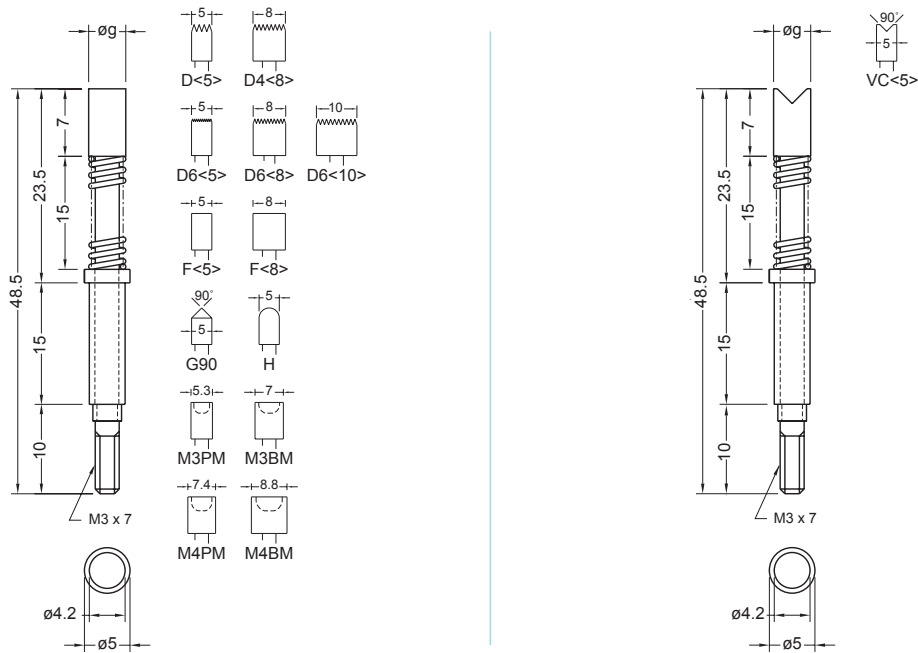 øg
5
8
D<5>
D4<8>
5
8
10
D6<5>
D6<8>
D6<10>
5
8
F<5>
F<8>
90°
5
5
G90
H
5.3
7
M3PM
M3BM
7.4
8.8
M4PM
M4BM
7
23.5
15
48.5
15
10
M3 x 7
ø4.2
ø5
øg
90°
5
VC<5>
7
23.5
15
48.5
15
10
M3 x 7
ø4.2
ø5